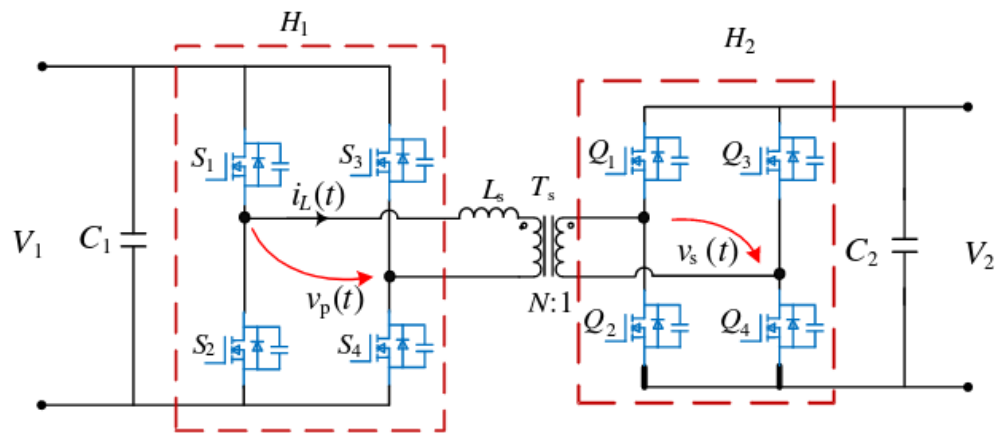 H₁
H₂
S₁
S₃
Q₁
Q₃
i_L(t)
Lₛ
Tₛ
V₁
C₁
vₚ(t)
vₛ(t)
C₂
V₂
N:1
S₂
S₄
Q₂
Q₄